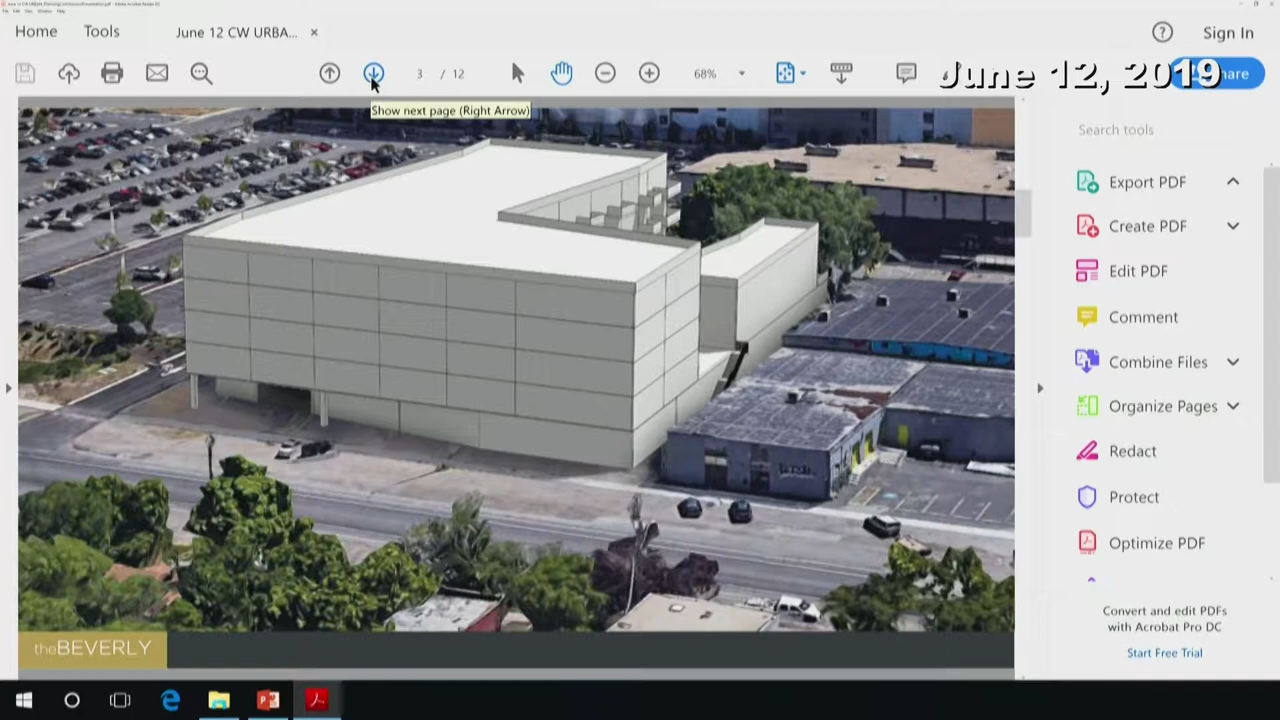 Home
Tools
June 12 CW URBA...
Sign In
3 / 12
68%
Share
June 12, 2019
Show next page (Right Arrow)
Search tools
Export PDF
Create PDF
Edit PDF
Comment
Combine Files
Organize Pages
Redact
Protect
Optimize PDF
Convert and edit PDFs
with Acrobat Pro DC
Start Free Trial
theBEVERLY